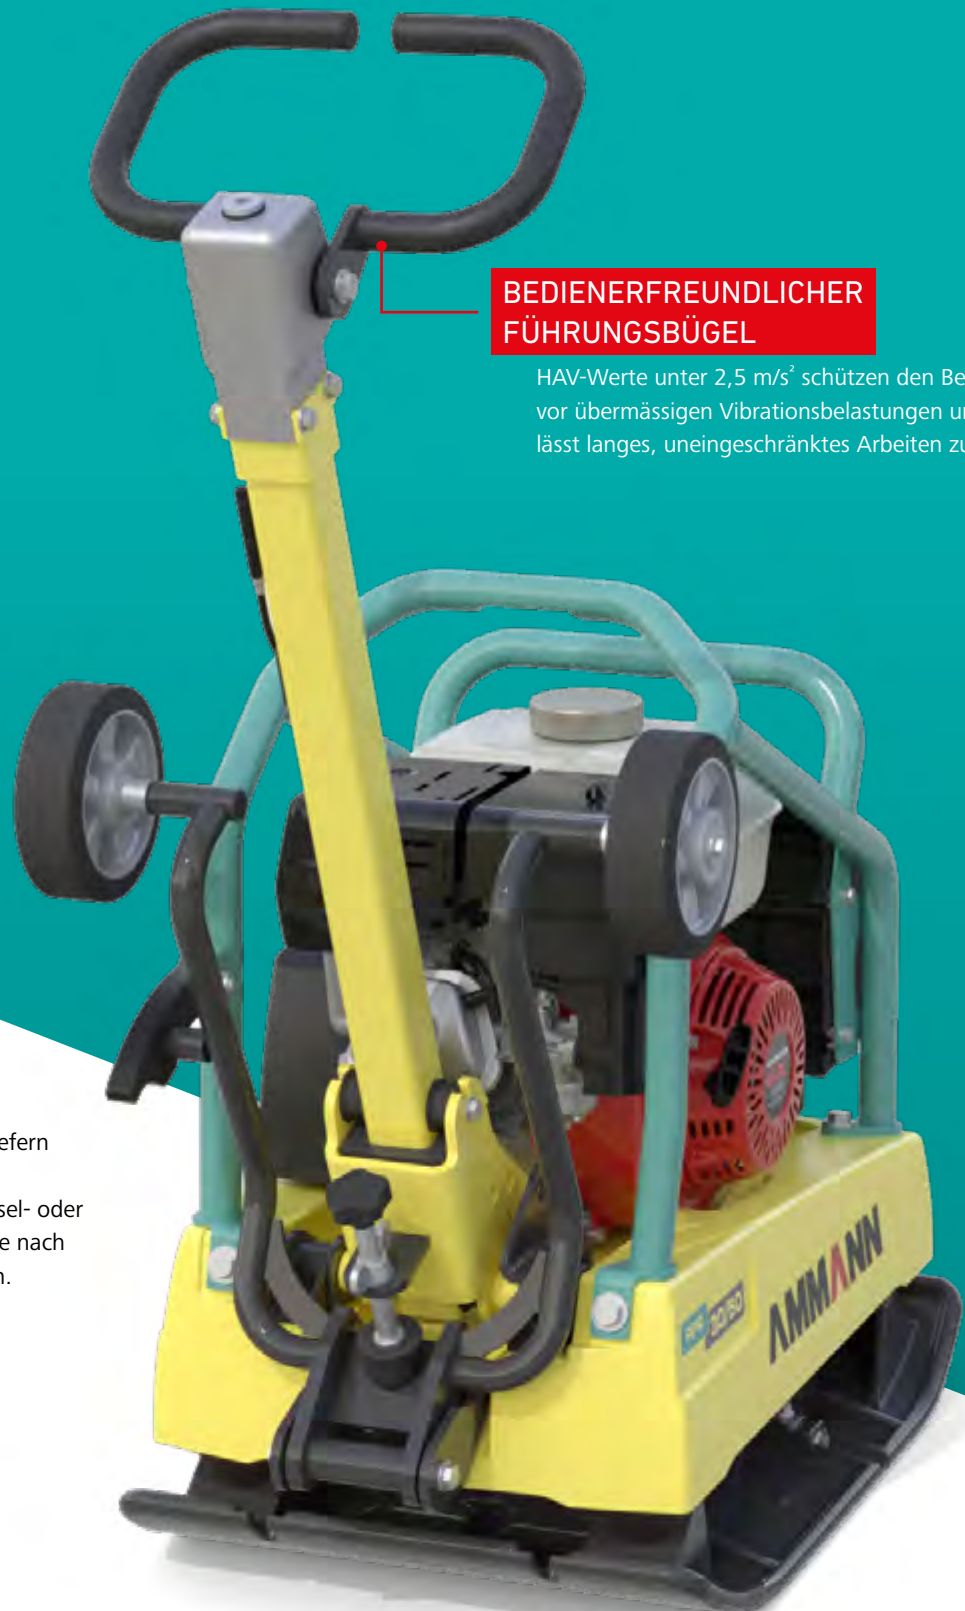 BEDIENERFREUNDLICHER
FÜHRUNGSBÜGEL
HAV-Werte unter 2,5 m/s² schützen den Be
vor übermässigen Vibrationsbelastungen u
lässt langes, uneingeschränktes Arbeiten zu
efern
sel- oder
e nach
n.
AMMANN